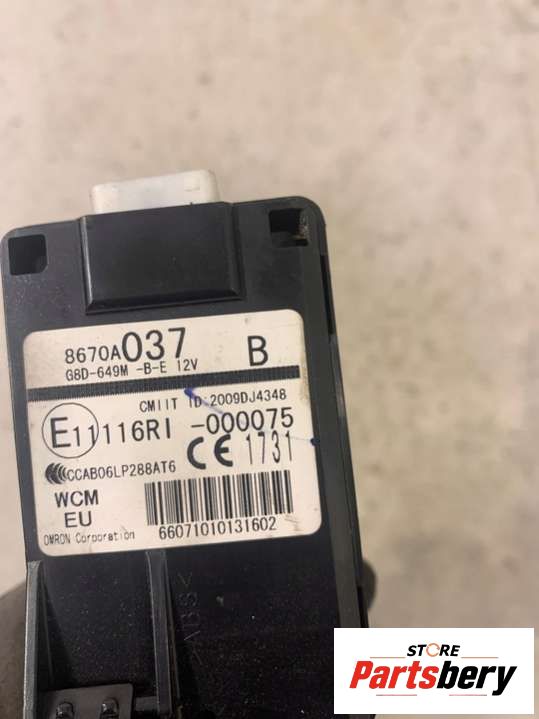 8670A037 B
G8D-649M -B-E 12V
CMIIT ID:2009DJ4348
E11 116RI -000075
CCAB06LP288AT6 CE 1731
WCM
EU
OMRON Corporation 66071010131602
>ABS<
STORE
Partsbery